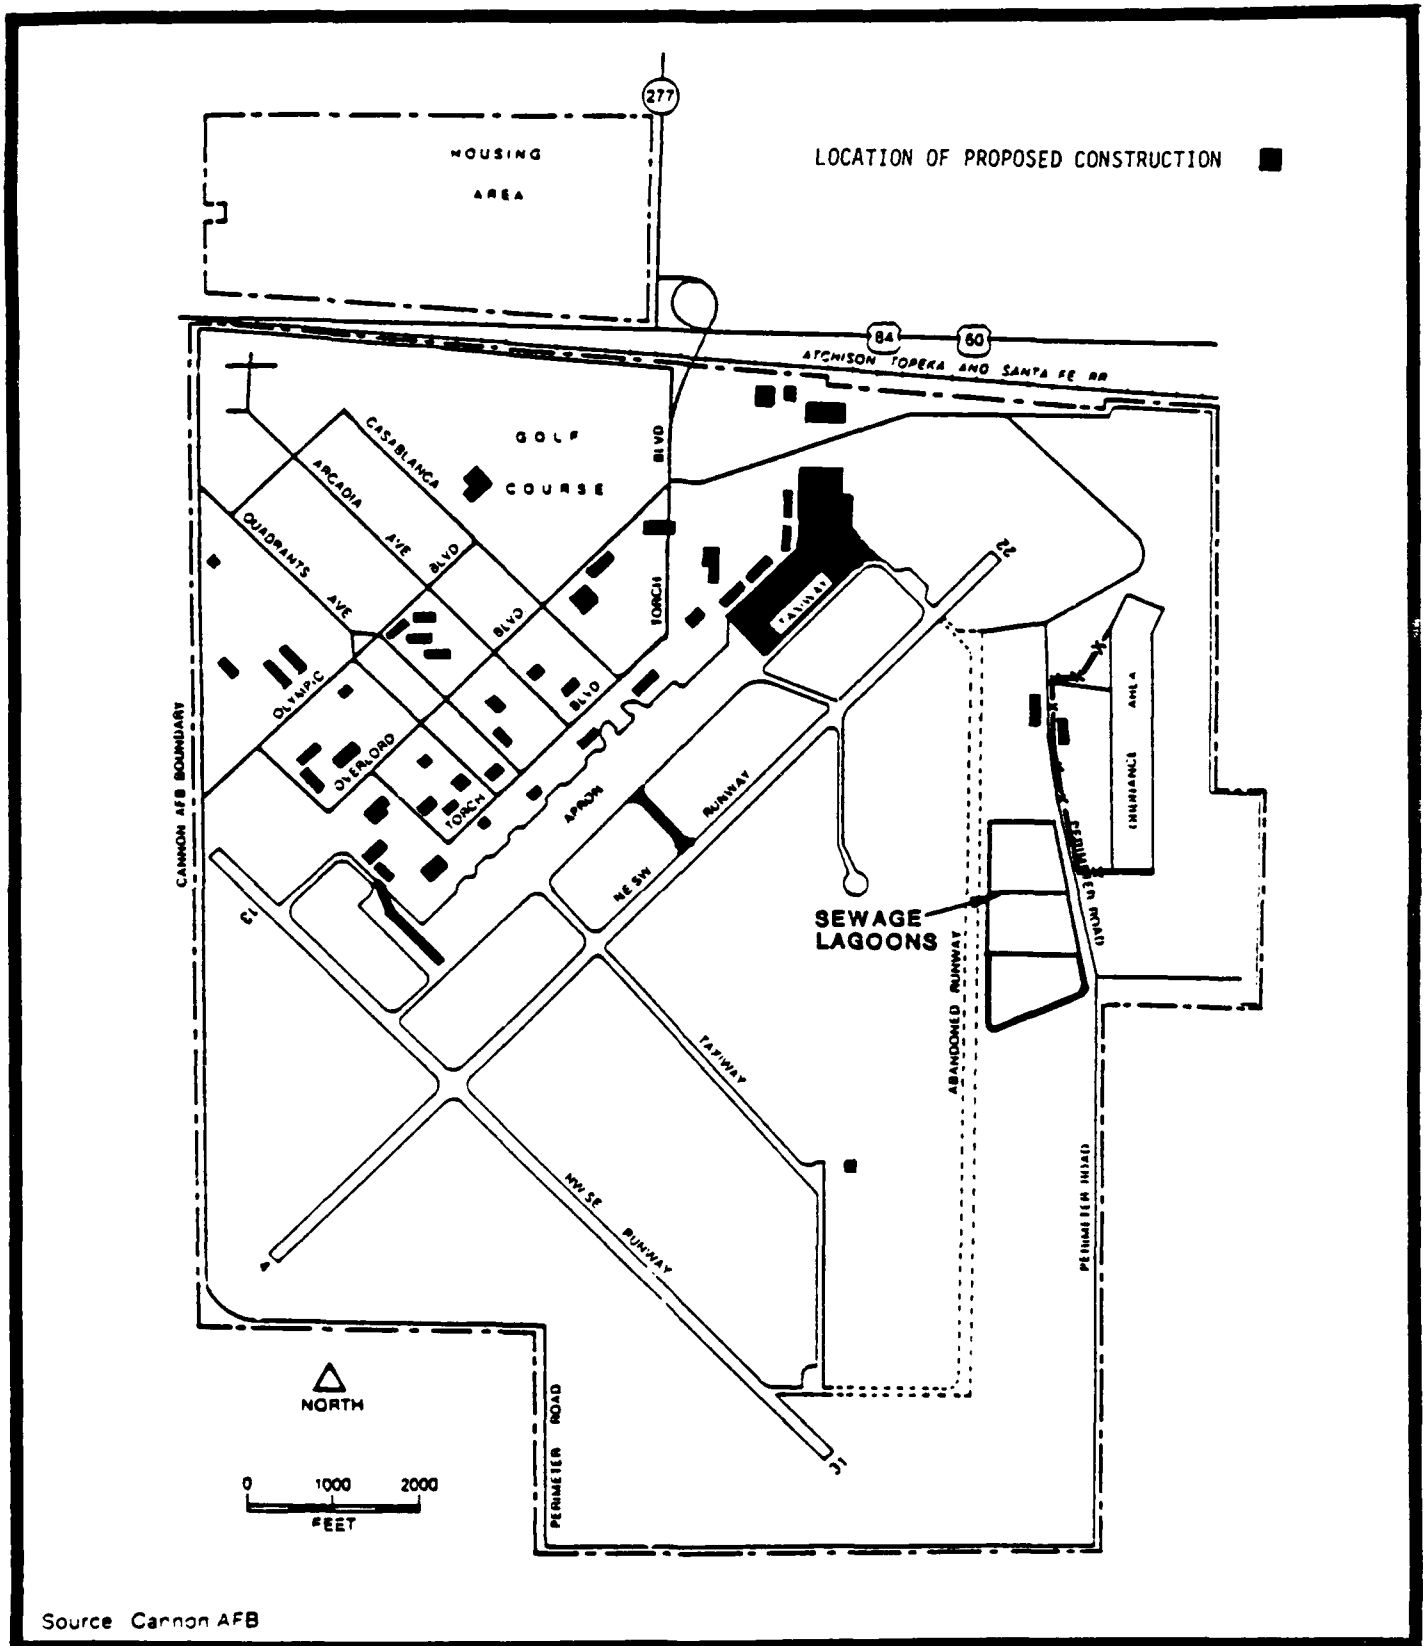 277
HOUSING
AREA
LOCATION OF PROPOSED CONSTRUCTION
84
60
ATCHISON TOPEKA AND SANTA FE RR
GOLF
COURSE
CASABLANCA
BLVD
ARCADIA
AVE
BLVD
QUADRANTS
AVE
BLVD
TORCH
TAXIWAY
22
OLYMPIC
BLVD
OVERLORD
TORCH
APRON
RUNWAY
NE SW
ORDNANCE AREA
CANNON AFB BOUNDARY
13
PERIMETER ROAD
SEWAGE
LAGOONS
ABANDONED RUNWAY
TAXIWAY
NW SE
RUNWAY
4
PERIMETER ROAD
31
NORTH
PERIMETER ROAD
0 1000 2000
FEET
Source Cannon AFB